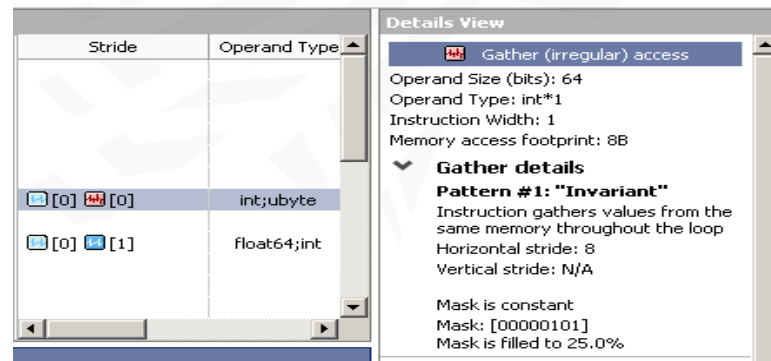 Details View
Stride Operand Type
Gather (irregular) access
Operand Size (bits): 64
Operand Type: int*1
Instruction Width: 1
Memory access footprint: 8B
Gather details
Pattern #1: "Invariant"
Instruction gathers values from the
same memory throughout the loop
Horizontal stride: 8
Vertical stride: N/A
Mask is constant
Mask: [00000101]
Mask is filled to 25.0%
[0] [0] int;ubyte
[0] [1] float64;int